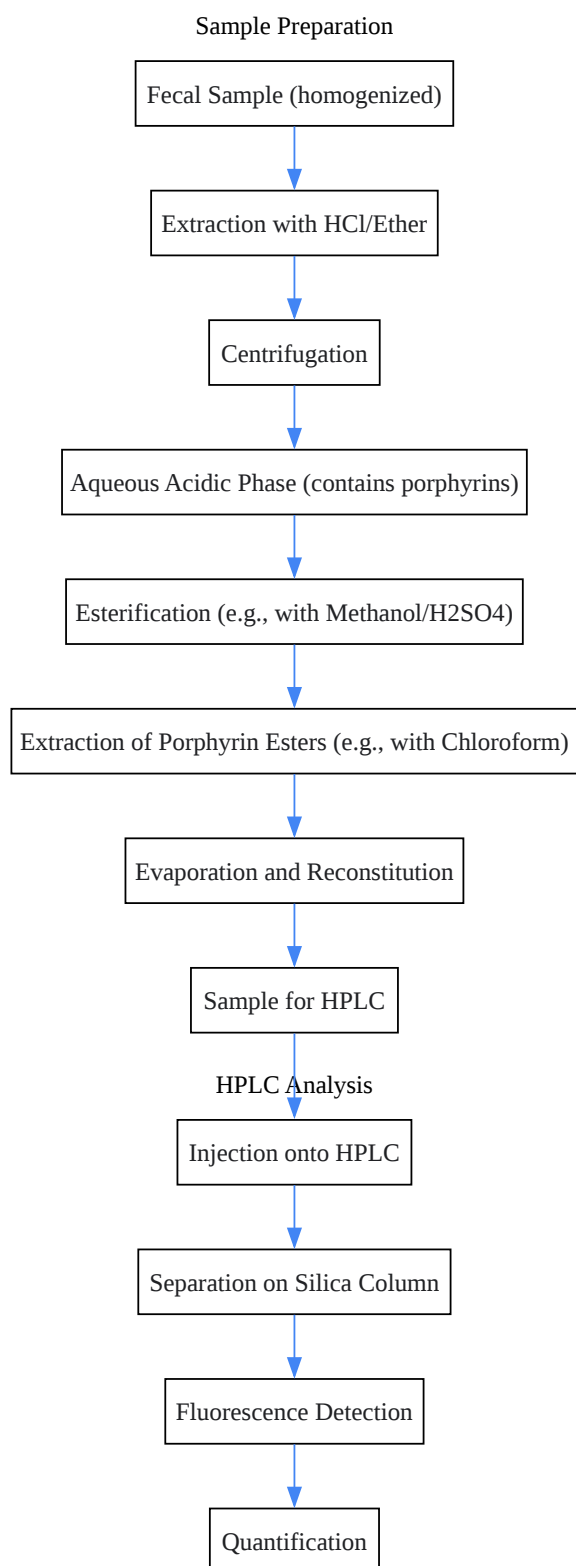 Sample Preparation
Fecal Sample (homogenized)
Extraction with HCl/Ether
Centrifugation
Aqueous Acidic Phase (contains porphyrins)
Esterification (e.g., with Methanol/H2SO4)
Extraction of Porphyrin Esters (e.g., with Chloroform)
Evaporation and Reconstitution
Sample for HPLC
HPLC Analysis
Injection onto HPLC
Separation on Silica Column
Fluorescence Detection
Quantification